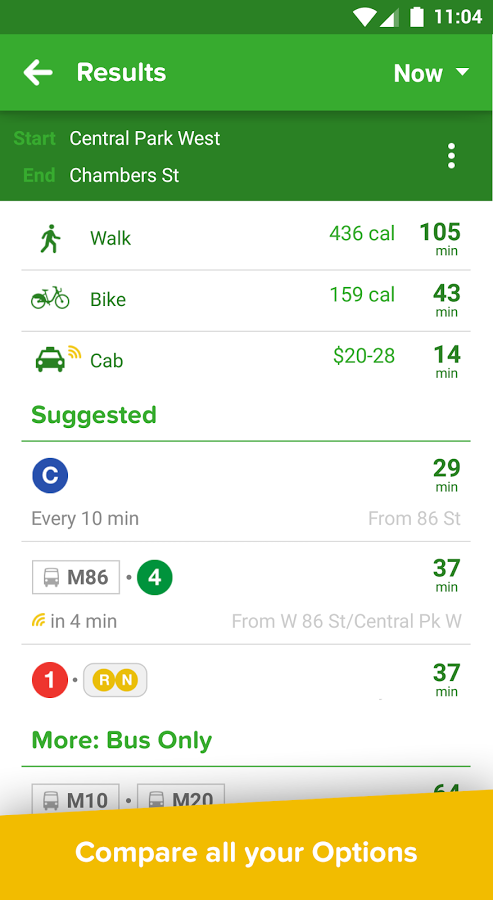 11:04
Results Now
Start Central Park West
End Chambers St
Walk 436 cal 105
min
Bike 159 cal 43
min
Cab $20-28 14
min
Suggested
C 29
min
Every 10 min From 86 St
M86 • 4 37
min
in 4 min From W 86 St/Central Pk W
1 • R N 37
min
More: Bus Only
M10 • M20 64
Compare all your Options